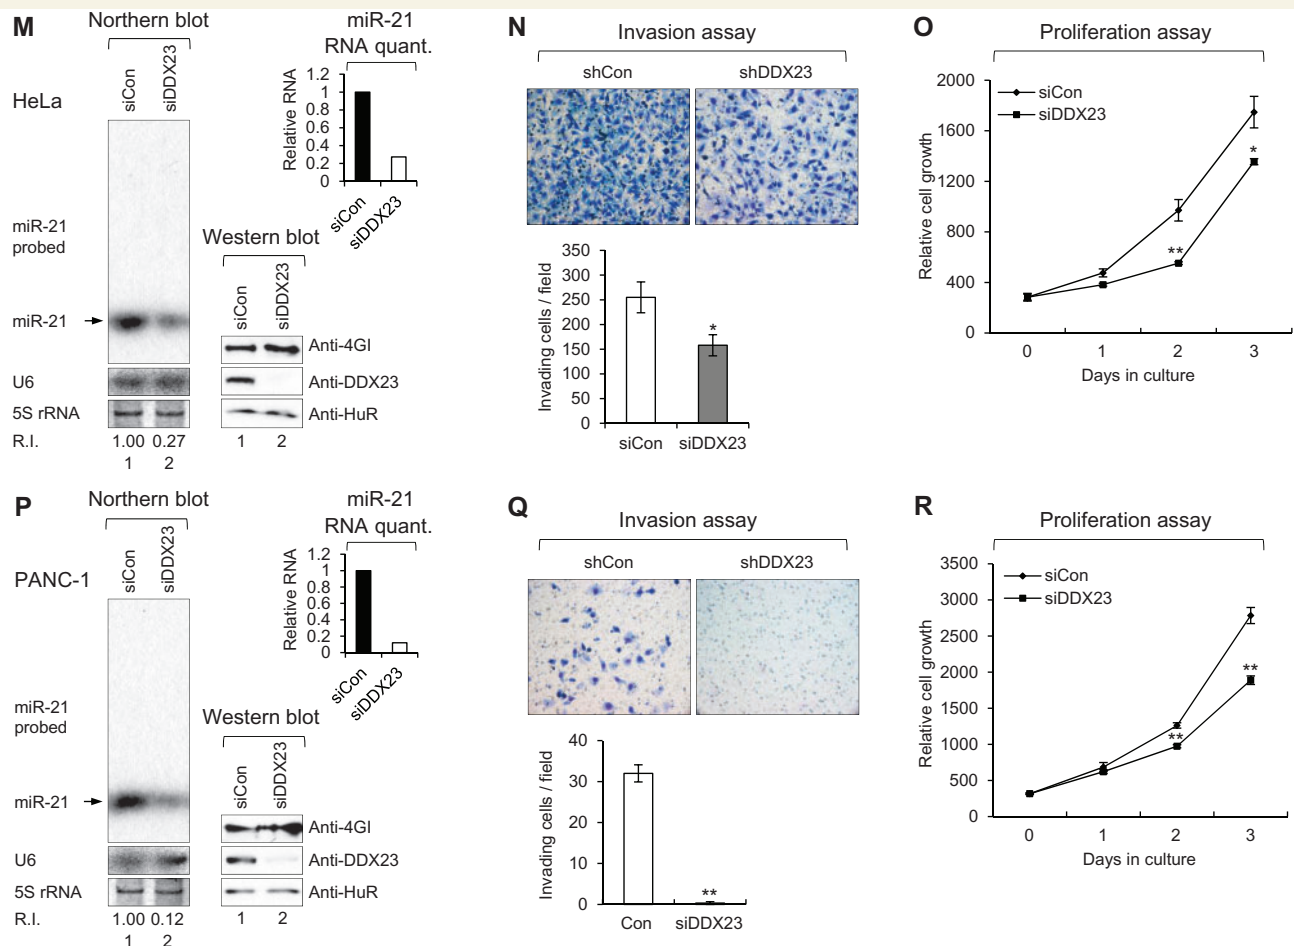 M
Northern blot
siCon
siDDX23
HeLa
miR-21
probed
miR-21
U6
5S rRNA
R.I.
1.00 0.27
1 2
miR-21
RNA quant.
Relative RNA
1.2
1
0.8
0.6
0.4
0.2
0
siCon
siDDX23
Western blot
siCon
siDDX23
Anti-4GI
Anti-DDX23
Anti-HuR
1 2
N
Invasion assay
shCon shDDX23
Invading cells / field
350
300
250
200
150
100
50
0
*
siCon siDDX23
O
Proliferation assay
siCon
siDDX23
Relative cell growth
2000
1600
1200
800
400
0
**
*
0 1 2 3
Days in culture
P
Northern blot
siCon
siDDX23
PANC-1
miR-21
probed
miR-21
U6
5S rRNA
R.I.
1.00 0.12
1 2
miR-21
RNA quant.
Relative RNA
1.2
1
0.8
0.6
0.4
0.2
0
siCon
siDDX23
Western blot
siCon
siDDX23
Anti-4GI
Anti-DDX23
Anti-HuR
1 2
Q
Invasion assay
shCon shDDX23
Invading cells / field
40
30
20
10
0
**
Con siDDX23
R
Proliferation assay
siCon
siDDX23
Relative cell growth
3500
3000
2500
2000
1500
1000
500
0
**
**
0 1 2 3
Days in culture